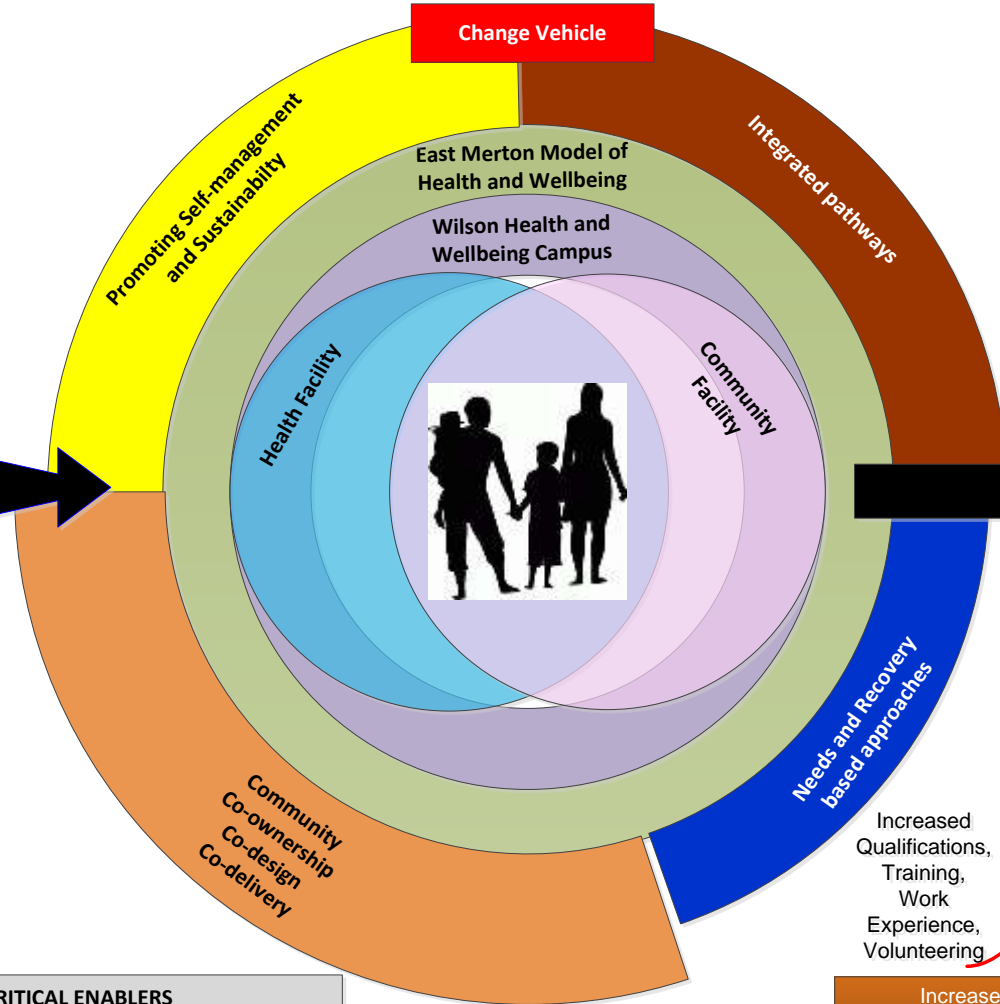 Change Vehicle
Promoting Self-management
and Sustainabilty
Integrated pathways
East Merton Model of
Health and Wellbeing
Wilson Health and
Wellbeing Campus
Health Facility
Community
Facility
Needs and Recovery
based approaches
Community
Co-ownership
Co-design
Co-delivery
Increased
Qualifications,
Training,
Work
Experience,
Volunteering
RITICAL ENABLERS
Increase